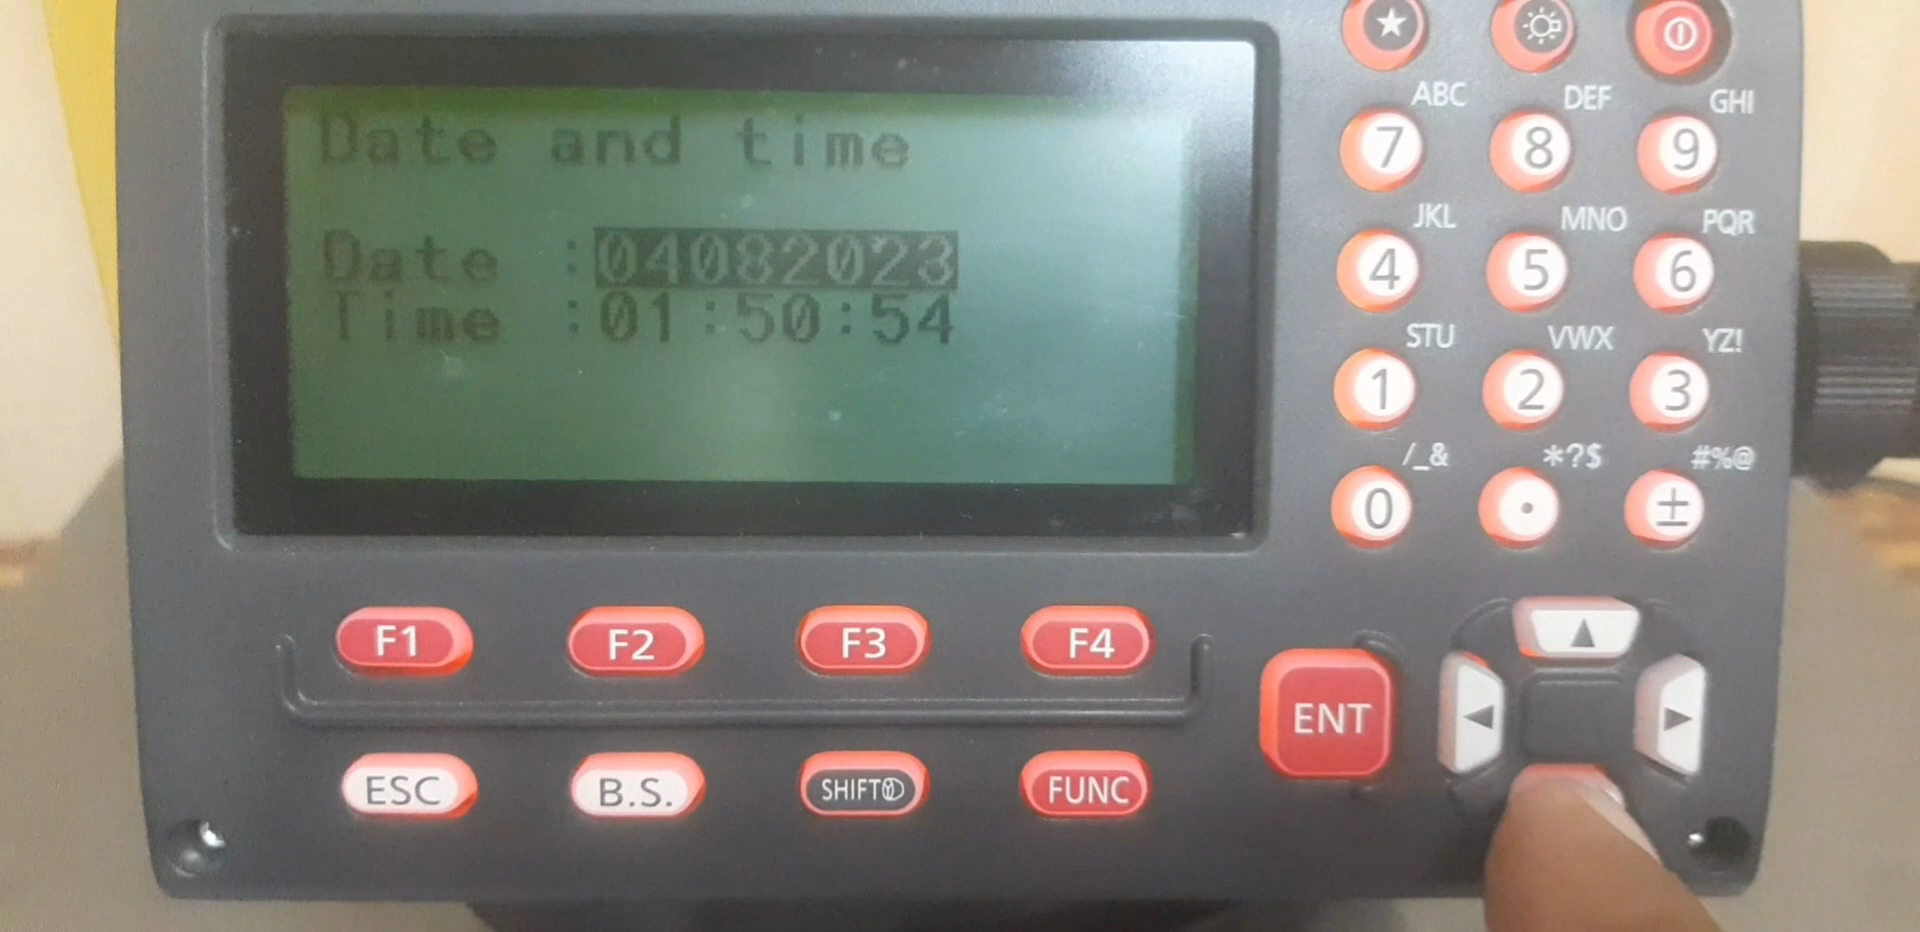 Date and time
Date :04082023
Time :01:50:54
ABC DEF GHI
7 8 9
JKL MNO PQR
4 5 6
STU VWX YZ!
1 2 3
/_& *?$ #%@
0 . ±
F1 F2 F3 F4
ENT
ESC B.S. SHIFT FUNC